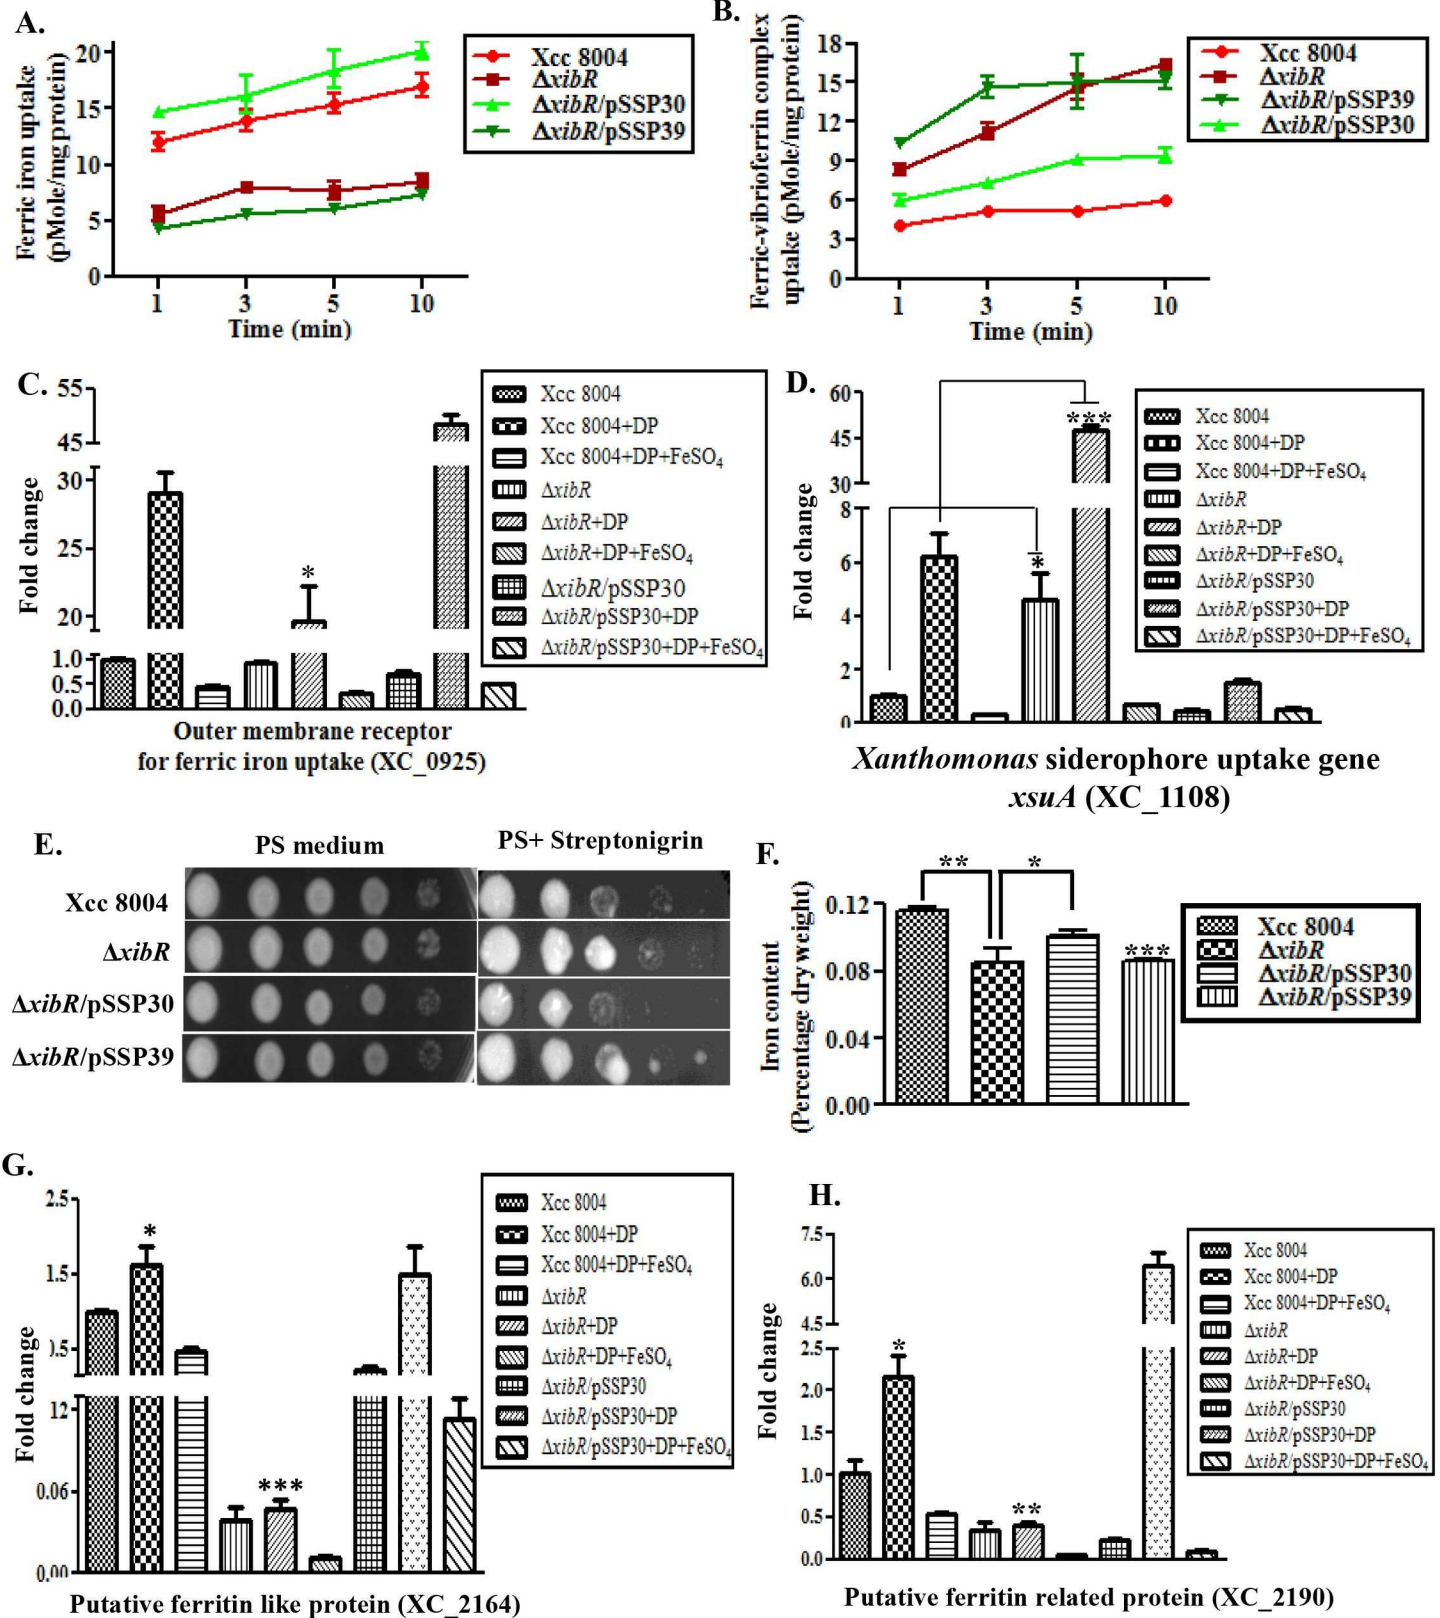 A.
Ferric iron uptake
(pMole/mg protein)
20
15
10
5
0
1 3 5 10
Time (min)
Xcc 8004
ΔxibR
ΔxibR/pSSP30
ΔxibR/pSSP39
B.
Ferric-vibrioferrin complex
uptake (pMole/mg protein)
18
15
12
9
6
3
0
1 3 5 10
Time (min)
Xcc 8004
ΔxibR
ΔxibR/pSSP39
ΔxibR/pSSP30
C.
Fold change
55
45
30
25
20
1.0
0.5
0.0
*
Outer membrane receptor
for ferric iron uptake (XC_0925)
Xcc 8004
Xcc 8004+DP
Xcc 8004+DP+FeSO4
ΔxibR
ΔxibR+DP
ΔxibR+DP+FeSO4
ΔxibR/pSSP30
ΔxibR/pSSP30+DP
ΔxibR/pSSP30+DP+FeSO4
D.
Fold change
60
45
30
8
6
4
2
0
***
*
Xanthomonas siderophore uptake gene
xsuA (XC_1108)
Xcc 8004
Xcc 8004+DP
Xcc 8004+DP+FeSO4
ΔxibR
ΔxibR+DP
ΔxibR+DP+FeSO4
ΔxibR/pSSP30
ΔxibR/pSSP30+DP
ΔxibR/pSSP30+DP+FeSO4
E.
PS medium
PS+ Streptonigrin
Xcc 8004
ΔxibR
ΔxibR/pSSP30
ΔxibR/pSSP39
F.
Iron content
(Percentage dry weight)
0.12
0.08
0.04
0.00
** *
***
Xcc 8004
ΔxibR
ΔxibR/pSSP30
ΔxibR/pSSP39
G.
Fold change
2.5
1.5
.5
12
0.06
0.00
*
***
Putative ferritin like protein (XC_2164)
Xcc 8004
Xcc 8004+DP
Xcc 8004+DP+FeSO4
ΔxibR
ΔxibR+DP
ΔxibR+DP+FeSO4
ΔxibR/pSSP30
ΔxibR/pSSP30+DP
ΔxibR/pSSP30+DP+FeSO4
H.
Fold change
7.5
6.0
4.5
2.5
2.0
1.5
1.0
0.5
0.0
*
**
Putative ferritin related protein (XC_2190)
Xcc 8004
Xcc 8004+DP
Xcc 8004+DP+FeSO4
ΔxibR
ΔxibR+DP
ΔxibR+DP+FeSO4
ΔxibR/pSSP30
ΔxibR/pSSP30+DP
ΔxibR/pSSP30+DP+FeSO4